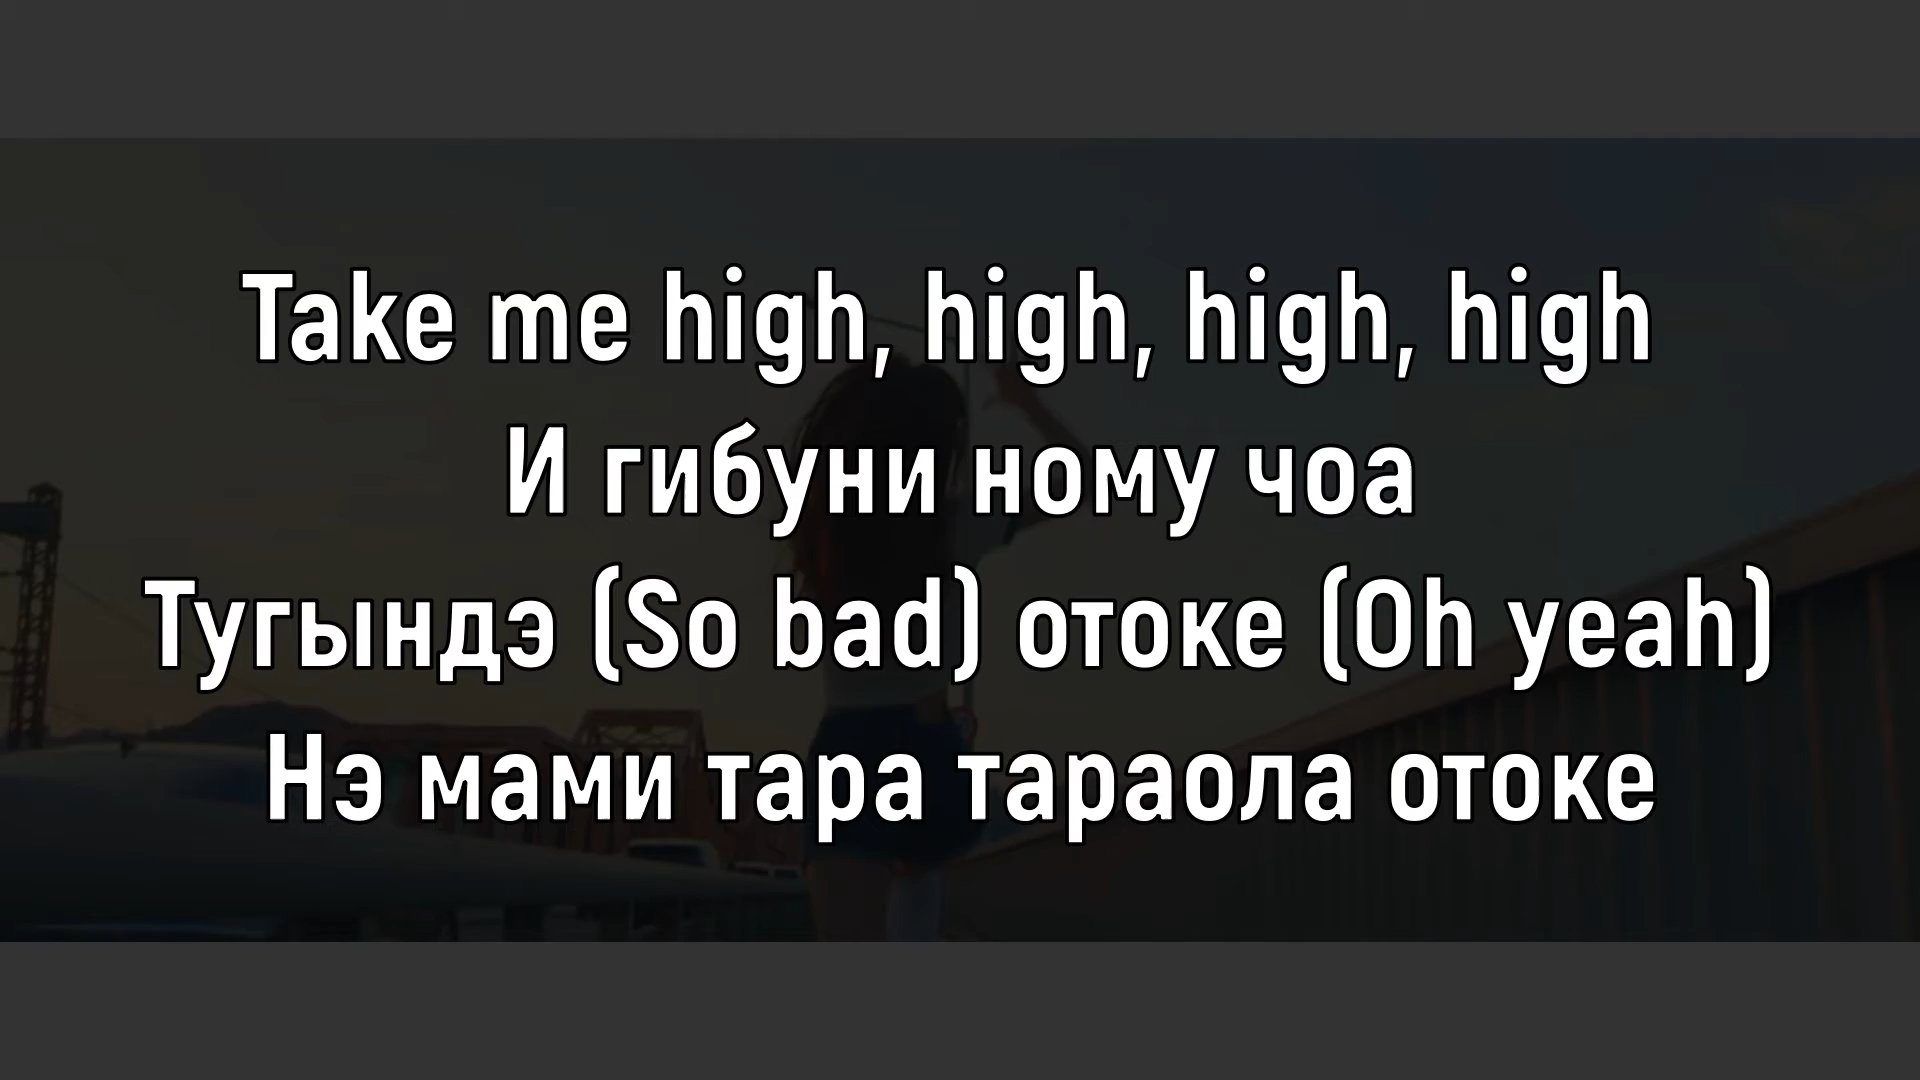 Take me high, high, high, high
И гибуни ному чоа
Тугындэ (So bad) отоке (Oh yeah)
Нэ мами тара тараола отоке